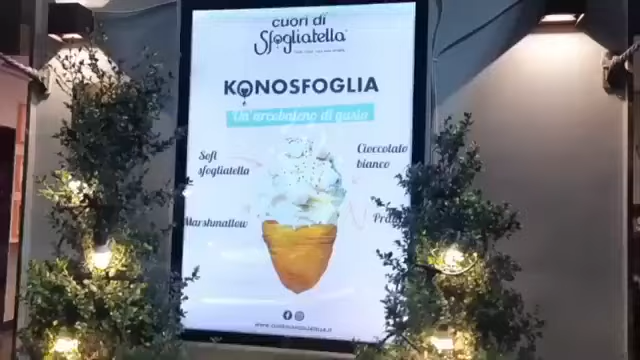 cuori di
Sfogliatella
KONOSFOGLIA
Un'arcobaleno di gusto
Soft
sfogliatella
Cioccolato
bianco
Marshmallow